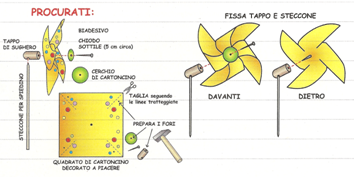 PROCURATI:
TAPPO
DI SUGHERO
BIADESIVO
CHIODO
SOTTILE (5 cm circa)
CERCHIO
DI CARTONCINO
STECCONE PER SPIEDINO
TAGLIA seguendo
le linee tratteggiate
PREPARA I FORI
QUADRATO DI CARTONCINO
DECORATO A PIACERE
FISSA TAPPO E STECCONE
DAVANTI
DIETRO